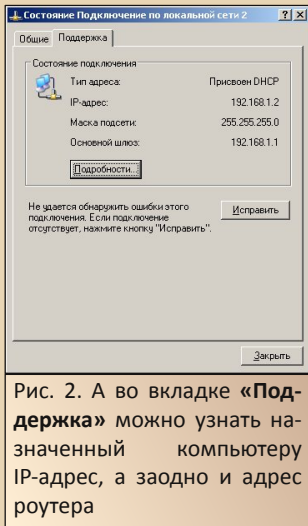 Состояние Подключение по локальной сети 2
Общие Поддержка
Состояние подключения
Тип адреса: Присвоен DHCP
IP-адрес: 192.168.1.2
Маска подсети: 255.255.255.0
Основной шлюз: 192.168.1.1
Подробности...
Не удается обнаружить ошибки этого
подключения. Если подключение
отсутствует, нажмите кнопку "Исправить".
Исправить
Закрыть
Рис. 2. А во вкладке «Под-
держка» можно узнать на-
значенный компьютеру
IP-адрес, а заодно и адрес
роутера